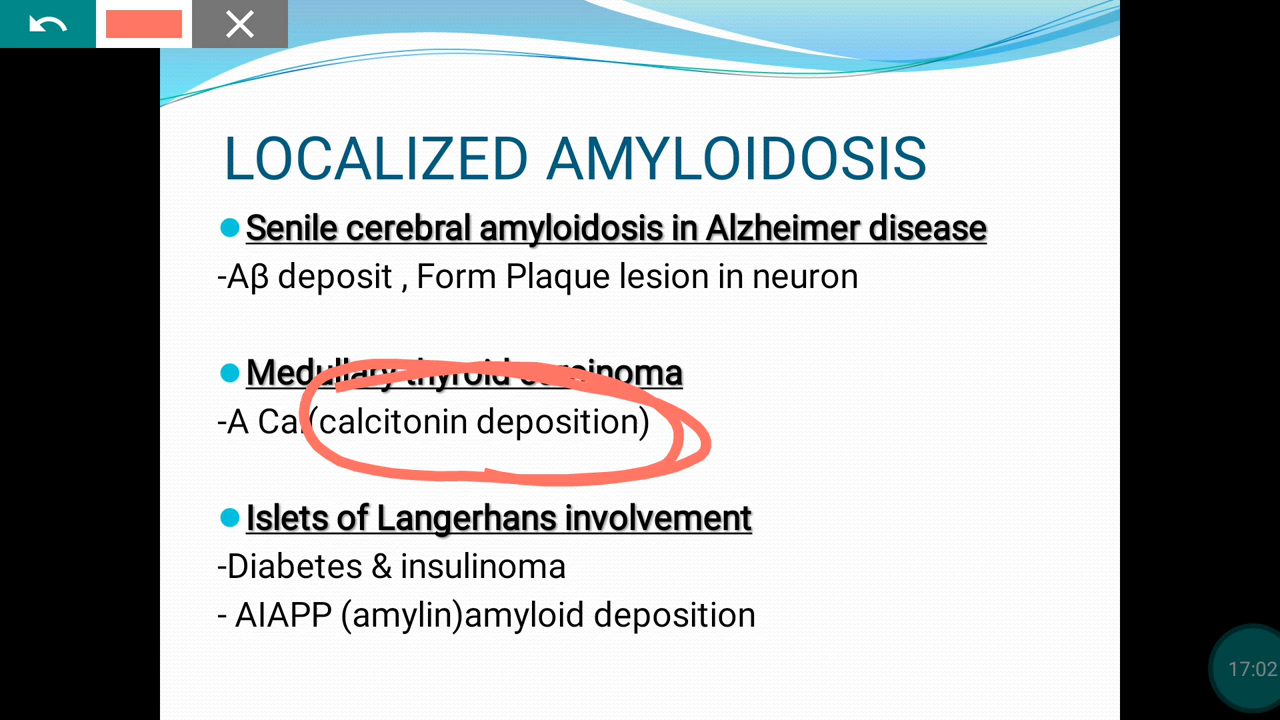 LOCALIZED AMYLOIDOSIS
Senile cerebral amyloidosis in Alzheimer disease
-Aβ deposit , Form Plaque lesion in neuron
Medullary thyroid carcinoma
-A Cal(calcitonin deposition)
Islets of Langerhans involvement
-Diabetes & insulinoma
- AIAPP (amylin)amyloid deposition
17:02